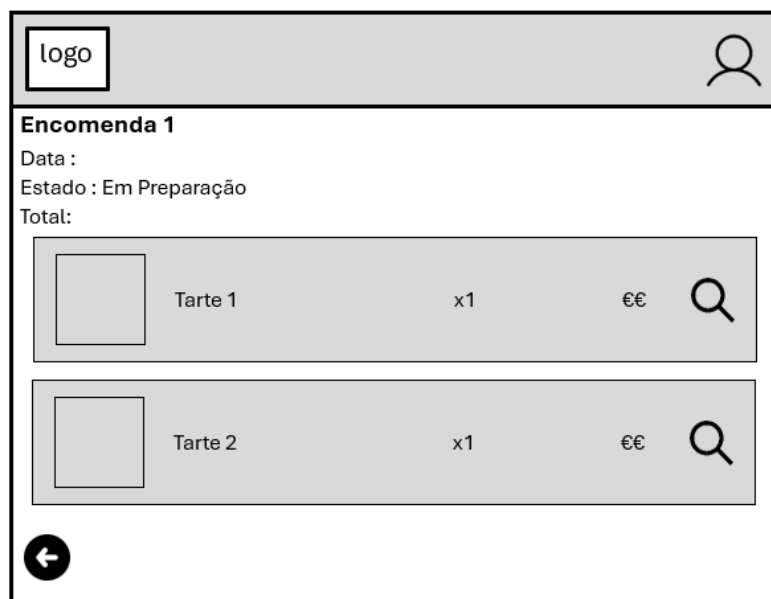 logo
Encomenda 1
Data :
Estado : Em Preparação
Total:
Tarte 1 x1 €€
Tarte 2 x1 €€